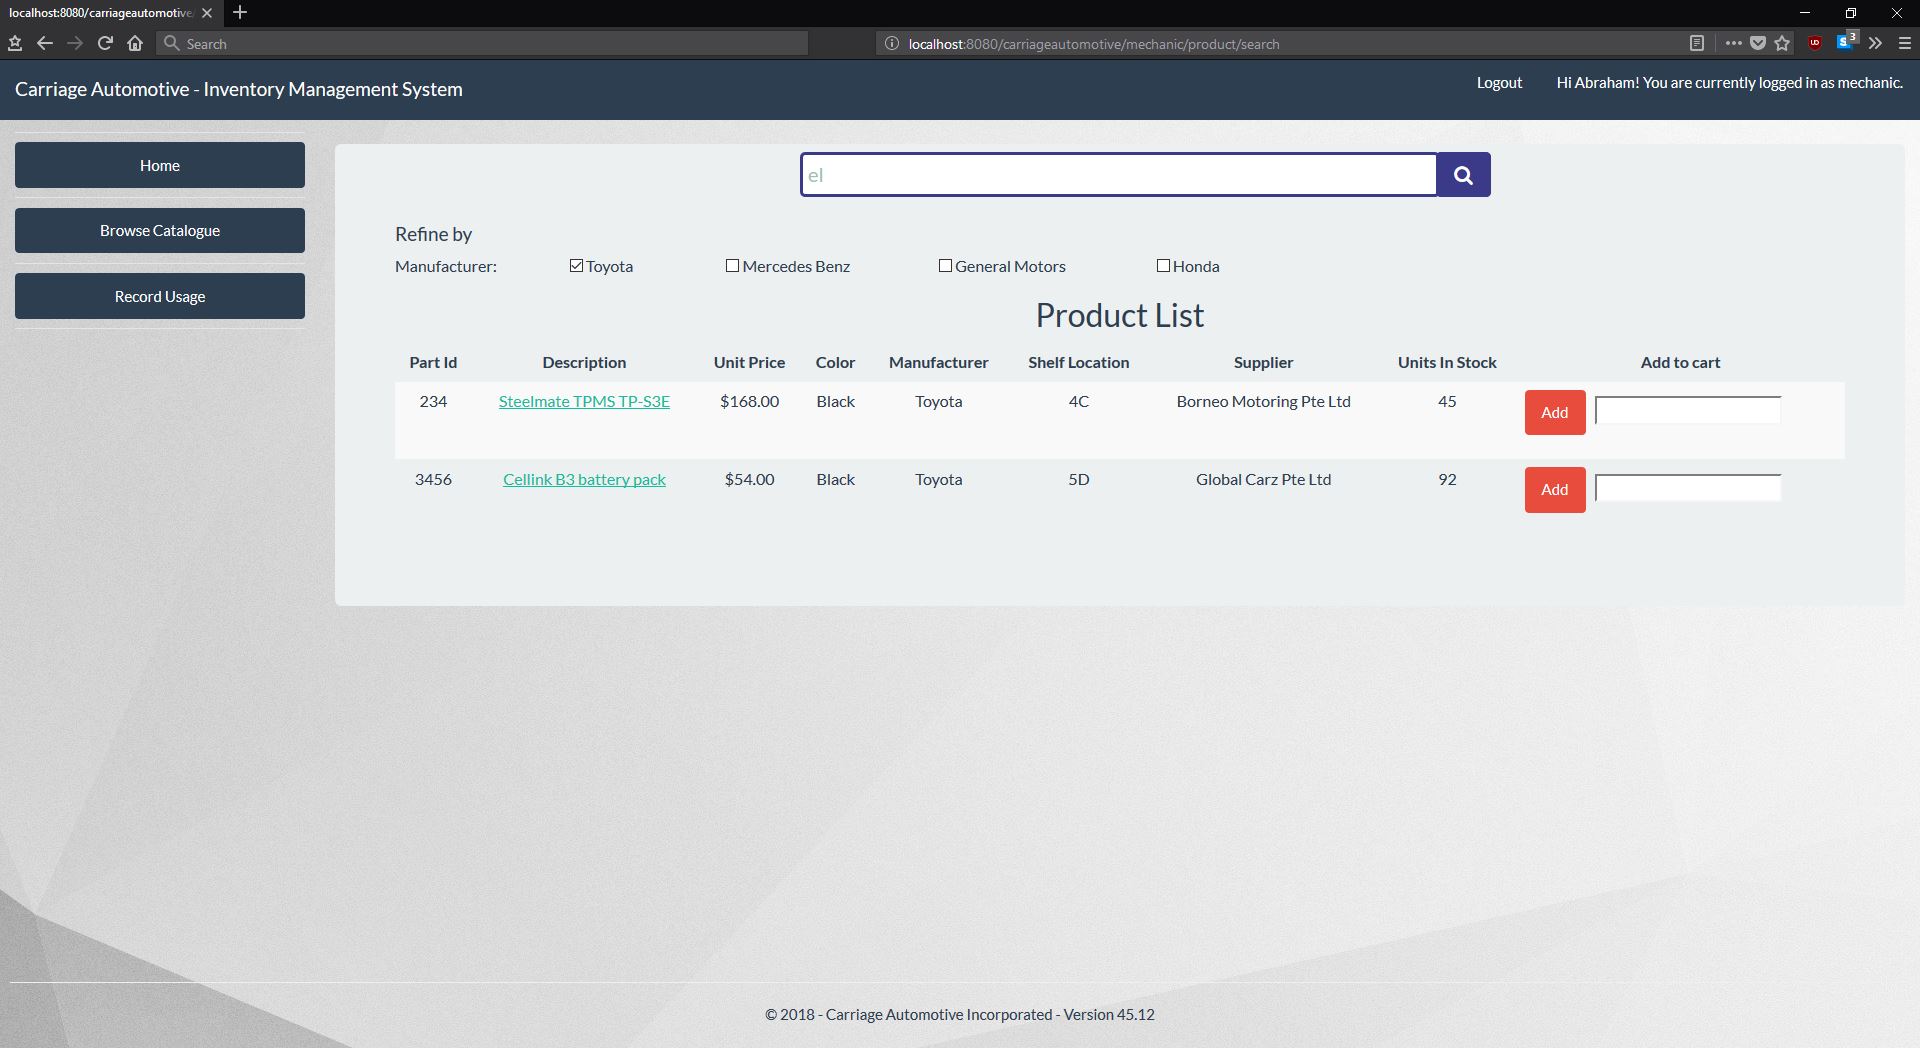 localhost:8080/carriageautomotive/
Search
localhost:8080/carriageautomotive/mechanic/product/search
3
Carriage Automotive - Inventory Management System
Logout
Hi Abraham! You are currently logged in as mechanic.
Home
Browse Catalogue
Record Usage
el
Refine by
Manufacturer: Toyota Mercedes Benz General Motors Honda
Product List
Part Id Description Unit Price Color Manufacturer Shelf Location Supplier Units In Stock Add to cart
234 Steelmate TPMS TP-S3E $168.00 Black Toyota 4C Borneo Motoring Pte Ltd 45 Add
3456 Cellink B3 battery pack $54.00 Black Toyota 5D Global Carz Pte Ltd 92 Add
© 2018 - Carriage Automotive Incorporated - Version 45.12